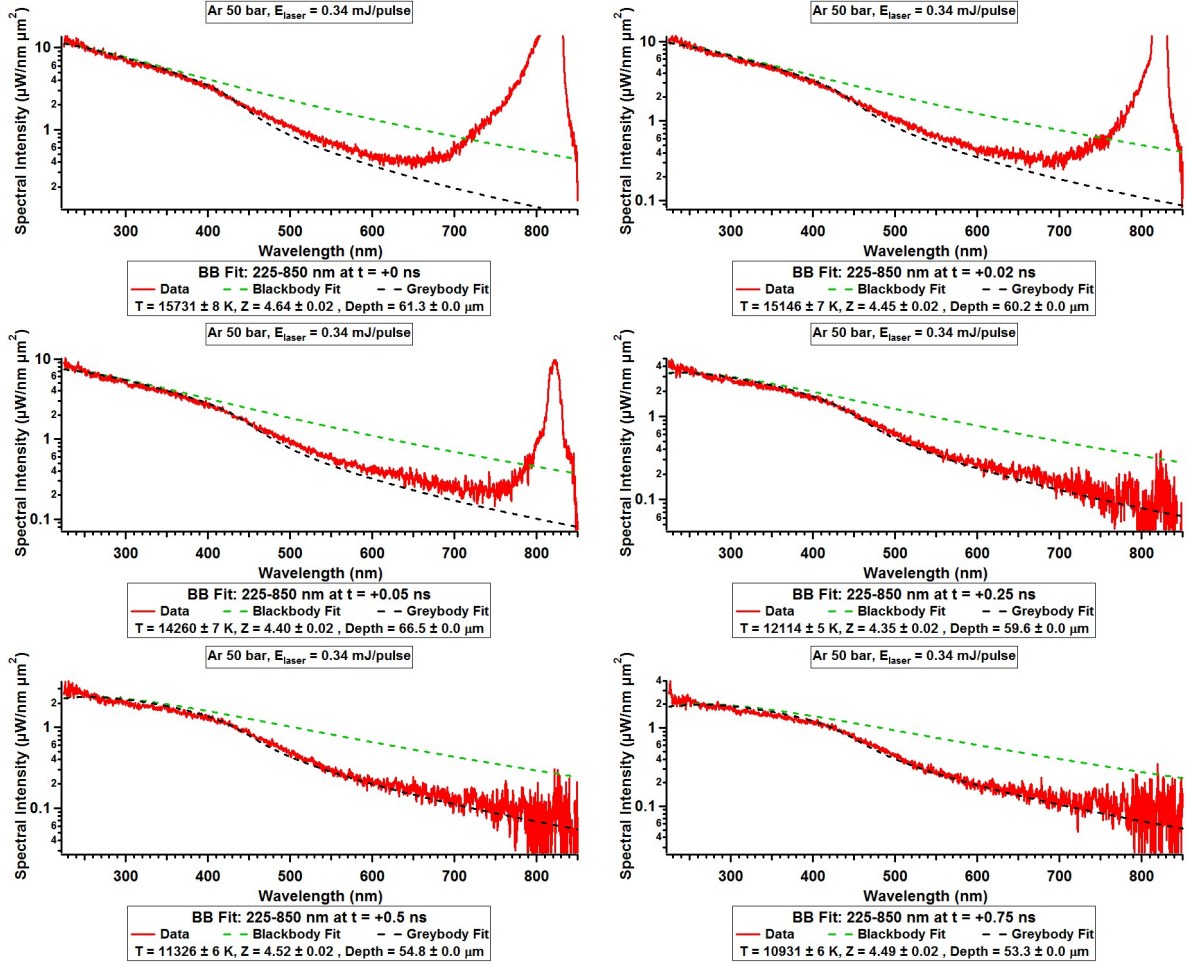 Ar 50 bar, Elaser = 0.34 mJ/pulse
Spectral Intensity (µW/nm µm²)
10
6
4
2
1
6
4
2
300 400 500 600 700 800
Wavelength (nm)
BB Fit: 225-850 nm at t = +0 ns
Data Blackbody Fit Greybody Fit
T = 15731 ± 8 K, Z = 4.64 ± 0.02 , Depth = 61.3 ± 0.0 µm
Ar 50 bar, Elaser = 0.34 mJ/pulse
Spectral Intensity (µW/nm µm²)
10
6
4
2
1
6
4
2
0.1
300 400 500 600 700 800
Wavelength (nm)
BB Fit: 225-850 nm at t = +0.02 ns
Data Blackbody Fit Greybody Fit
T = 15146 ± 7 K, Z = 4.45 ± 0.02 , Depth = 60.2 ± 0.0 µm
Ar 50 bar, Elaser = 0.34 mJ/pulse
Spectral Intensity (µW/nm µm²)
10
6
4
2
1
6
4
2
0.1
300 400 500 600 700 800
Wavelength (nm)
BB Fit: 225-850 nm at t = +0.05 ns
Data Blackbody Fit Greybody Fit
T = 14260 ± 7 K, Z = 4.40 ± 0.02 , Depth = 66.5 ± 0.0 µm
Ar 50 bar, Elaser = 0.34 mJ/pulse
Spectral Intensity (µW/nm µm²)
4
2
1
6
4
2
0.1
6
300 400 500 600 700 800
Wavelength (nm)
BB Fit: 225-850 nm at t = +0.25 ns
Data Blackbody Fit Greybody Fit
T = 12114 ± 5 K, Z = 4.35 ± 0.02 , Depth = 59.6 ± 0.0 µm
Ar 50 bar, Elaser = 0.34 mJ/pulse
Spectral Intensity (µW/nm µm²)
2
1
6
4
2
0.1
6
4
300 400 500 600 700 800
Wavelength (nm)
BB Fit: 225-850 nm at t = +0.5 ns
Data Blackbody Fit Greybody Fit
T = 11326 ± 6 K, Z = 4.52 ± 0.02 , Depth = 54.8 ± 0.0 µm
Ar 50 bar, Elaser = 0.34 mJ/pulse
Spectral Intensity (µW/nm µm²)
4
2
1
6
4
2
0.1
6
4
300 400 500 600 700 800
Wavelength (nm)
BB Fit: 225-850 nm at t = +0.75 ns
Data Blackbody Fit Greybody Fit
T = 10931 ± 6 K, Z = 4.49 ± 0.02 , Depth = 53.3 ± 0.0 µm